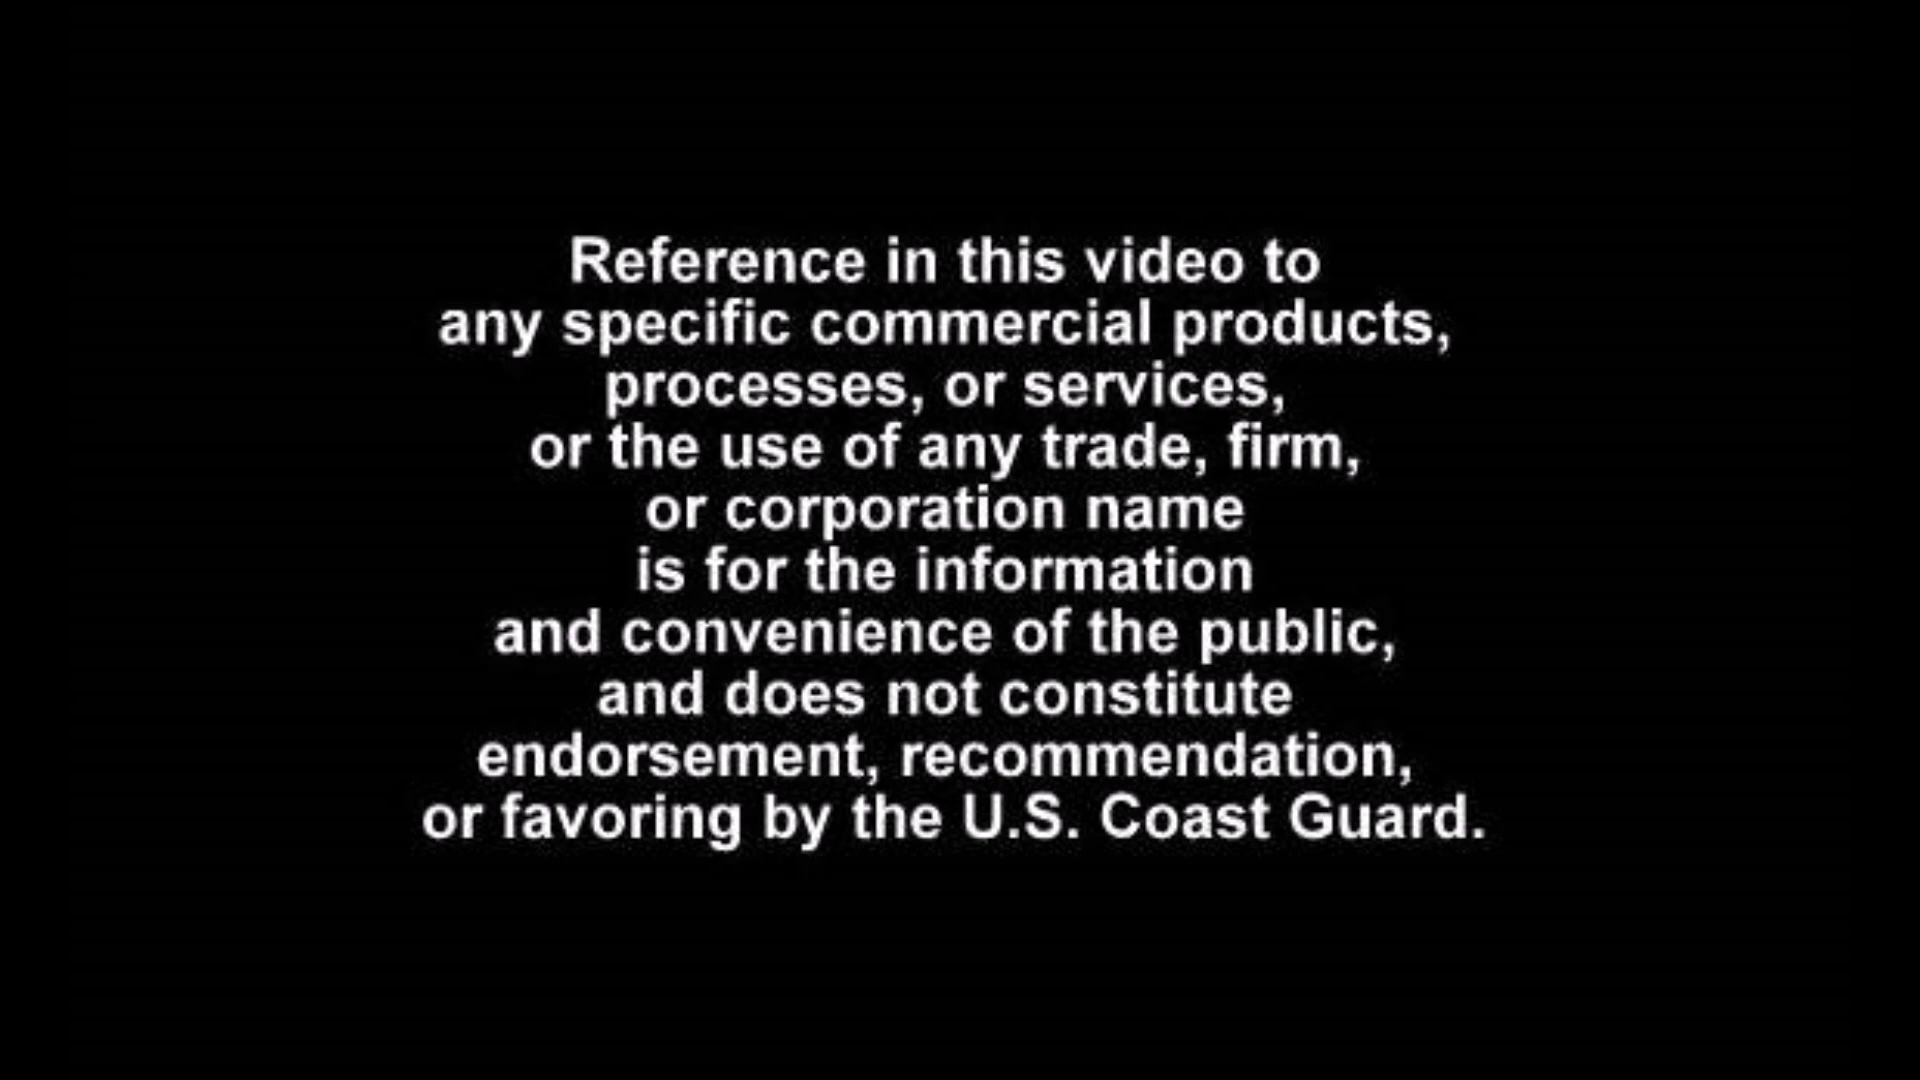 Reference in this video to
any specific commercial products,
processes, or services,
or the use of any trade, firm,
or corporation name
is for the information
and convenience of the public,
and does not constitute
endorsement, recommendation,
or favoring by the U.S. Coast Guard.